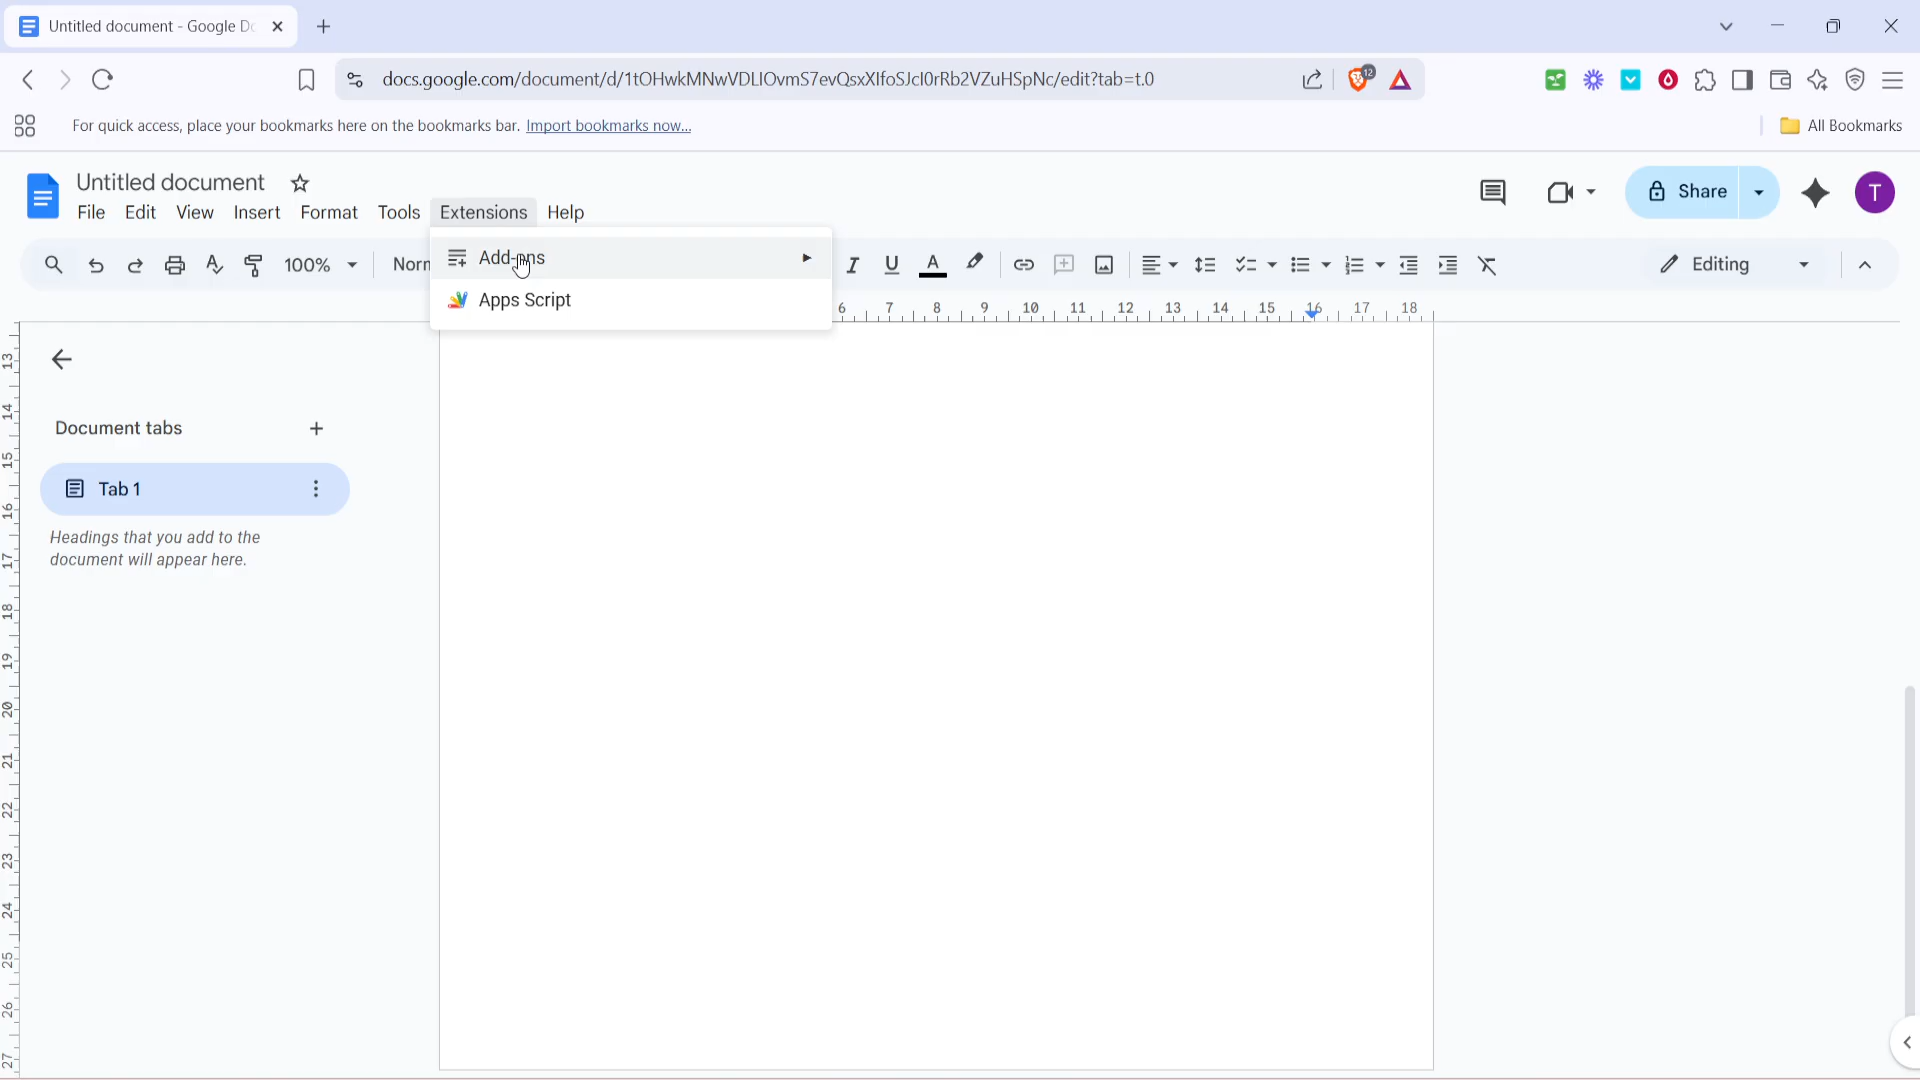 Untitled document - Google Do
docs.google.com/document/d/1tOHwkMNwVDLIOvmS7evQsxXIfoSJcI0rRb2VZuHSpNc/edit?tab=t.0
12
For quick access, place your bookmarks here on the bookmarks bar. Import bookmarks now...
All Bookmarks
Untitled document
File Edit View Insert Format Tools Extensions Help
Share
T
100%
Norm
Editing
Add-ons
Apps Script
6 7 8 9 10 11 12 13 14 15 16 17 18
Document tabs
Tab 1
Headings that you add to the
document will appear here.
13
14
15
16
17
18
19
20
21
22
23
24
25
26
27